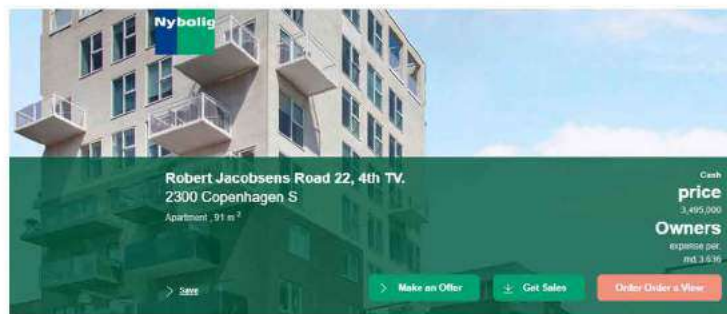 Nybolig
Robert Jacobsens Road 22, 4th TV.
2300 Copenhagen S
Apartment , 91 m 2
Cash
price
3,495,000
Owners
expense per.
md.3.636
Save
Make an Offer
Get Sales
Order Order a View